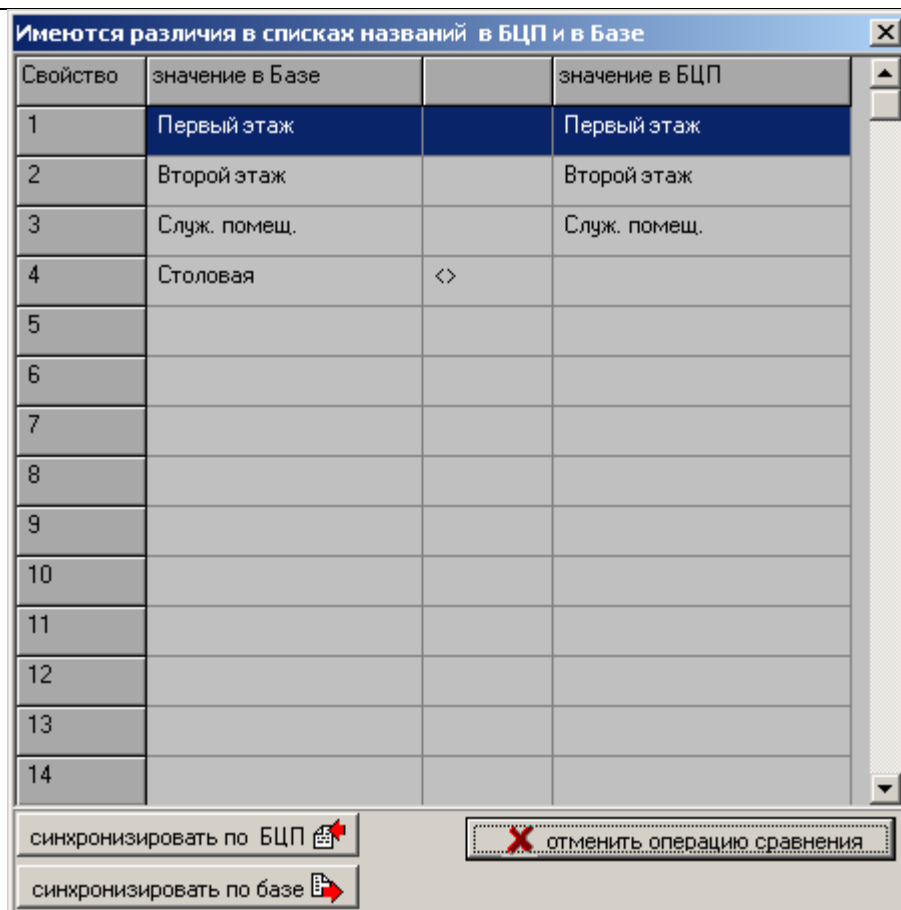 Имеются различия в списках названий в БЦП и в Базе
Свойство значение в Базе значение в БЦП
1 Первый этаж Первый этаж
2 Второй этаж Второй этаж
3 Служ. помещ. Служ. помещ.
4 Столовая <>
5
6
7
8
9
10
11
12
13
14
синхронизировать по БЦП отменить операцию сравнения
синхронизировать по базе